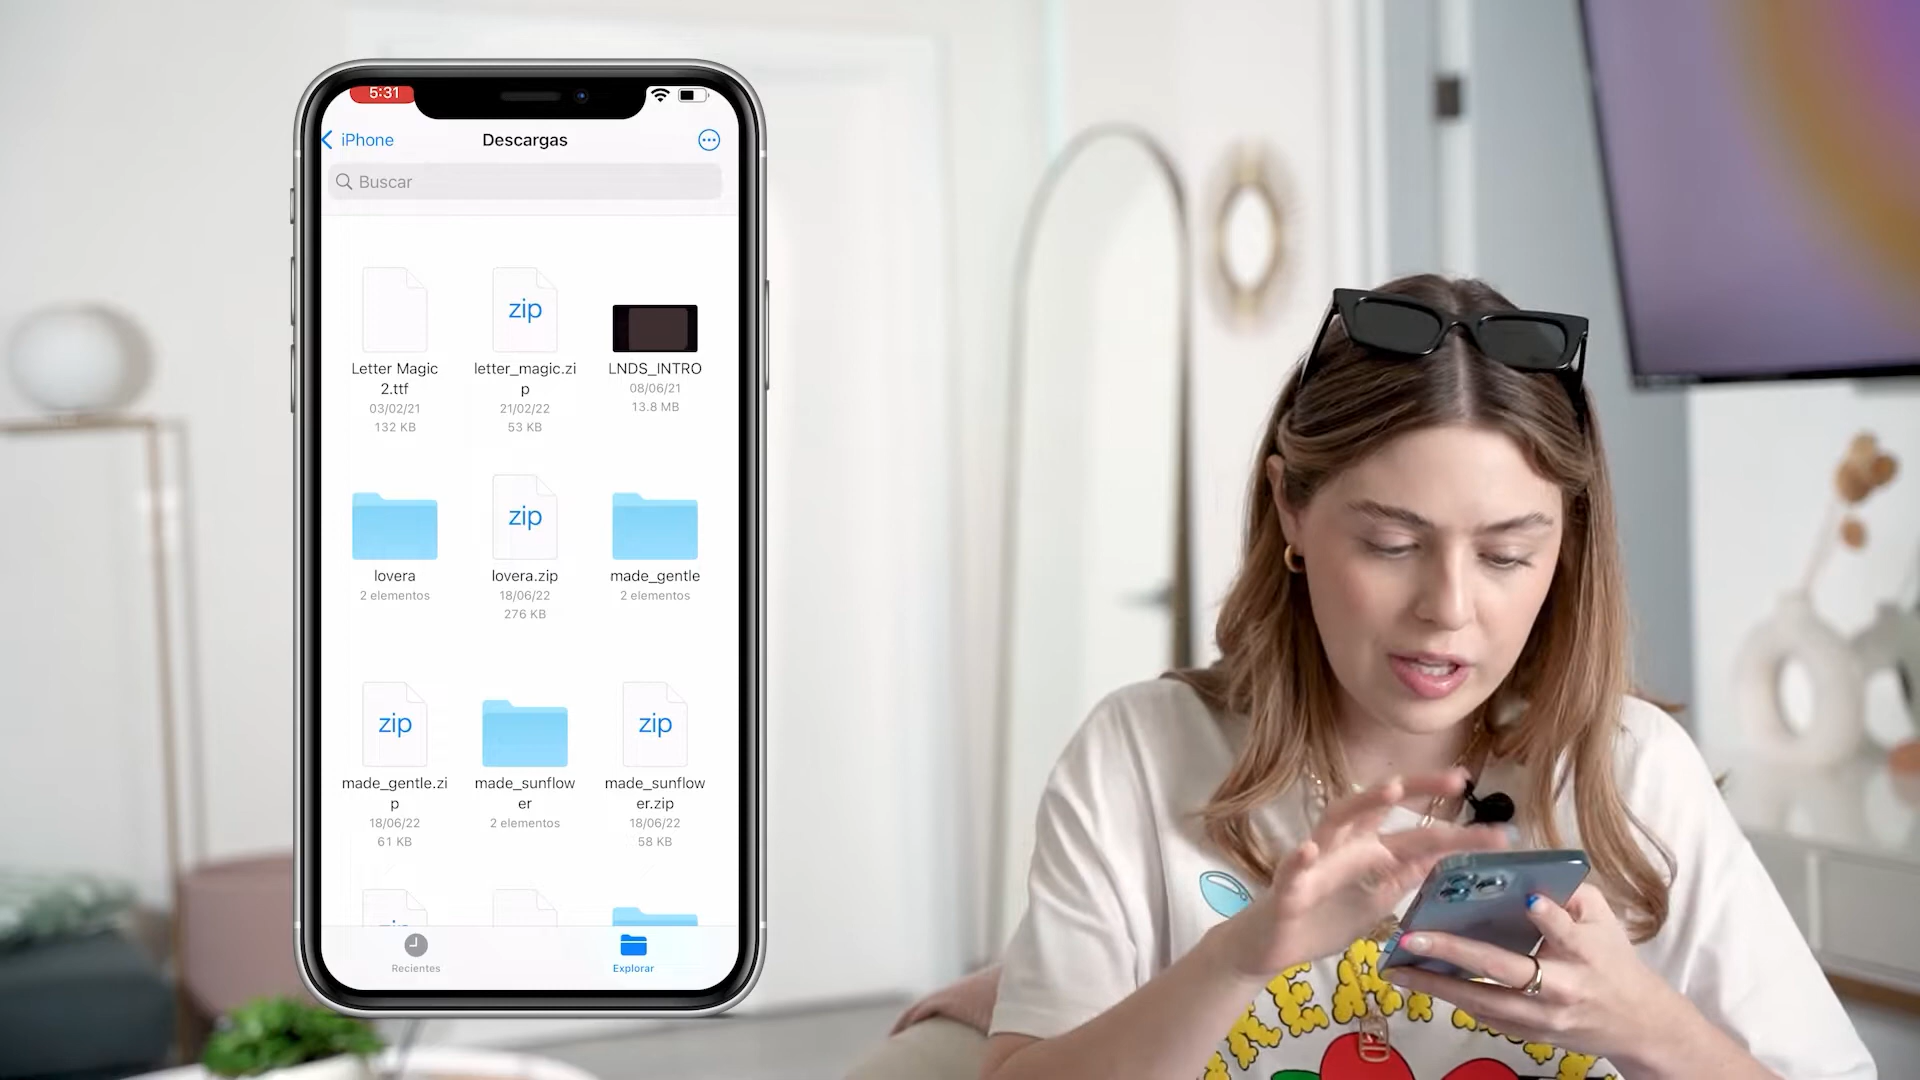 5:31
iPhone
Descargas
Buscar
Letter Magic
2.ttf
03/02/21
132 KB
letter_magic.zi
p
21/02/22
53 KB
LNDS_INTRO
08/06/21
13.8 MB
lovera
2 elementos
zip
lovera.zip
18/06/22
276 KB
made_gentle
2 elementos
zip
zip
made_gentle.zi
p
18/06/22
61 KB
made_sunflow
er
2 elementos
zip
made_sunflow
er.zip
18/06/22
58 KB
Recientes
Explorar